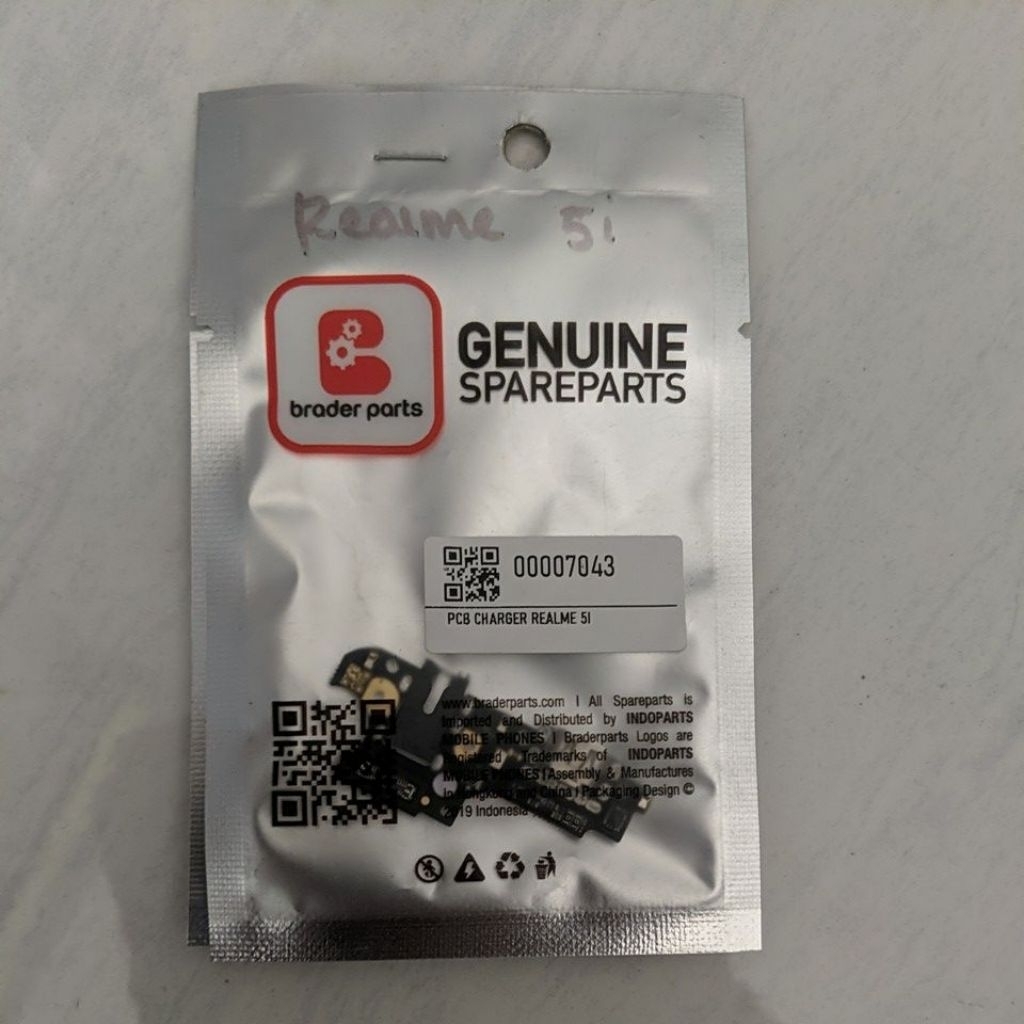 Realme 5i
brader parts
GENUINE
SPAREPARTS
00007043
PCB CHARGER REALME 5I
www.braderparts.com | All Spareparts is
Imported and Distributed by INDOPARTS
MOBILE PHONES | Braderparts Logos are
Registered Trademarks of INDOPARTS
MOBILE PHONES | Assembly & Manufactures
in Hongkong and China | Packaging Design ©
2019 Indonesia